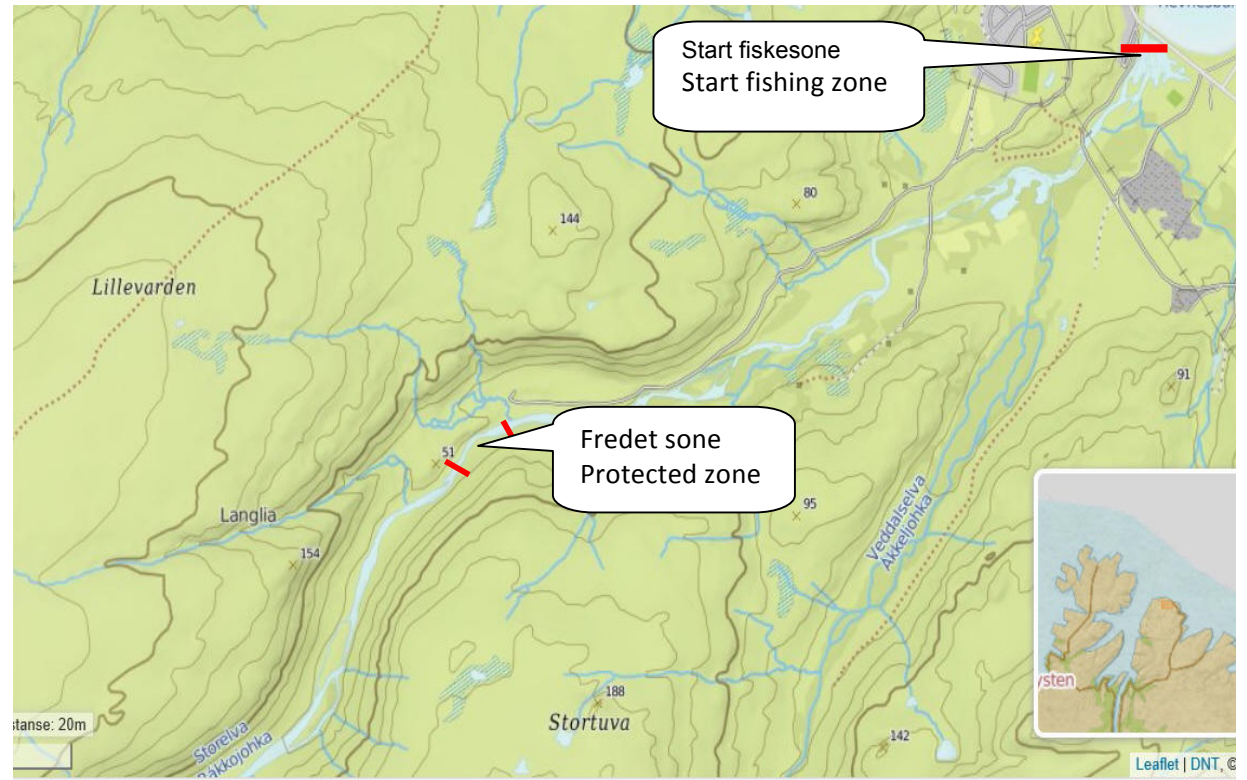 Start fiskesone
Start fishing zone
80
144
Lillevarden
91
Fredet sone
Protected zone
51
Langlia
154
95
Veddalselva
Akkeljohka
188
Stortuva
142
Storelva
ysten
stanse: 20m
Leaflet | DNT, ©